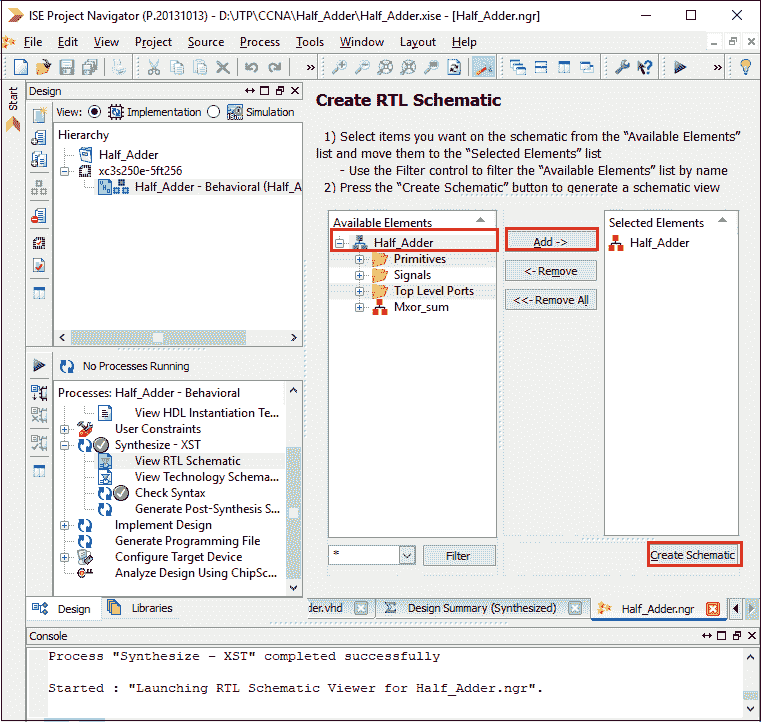 ISE Project Navigator (P.20131013) - D:\JTP\CCNA\Half_Adder\Half_Adder.xise - [Half_Adder.ngr]
File Edit View Project Source Process Tools Window Layout Help
Start
Design
View: Implementation Simulation
Hierarchy
Half_Adder
xc3s250e-5ft256
Half_Adder - Behavioral (Half_A
No Processes Running
Processes: Half_Adder - Behavioral
View HDL Instantiation Te...
User Constraints
Synthesize - XST
View RTL Schematic
View Technology Schema...
Check Syntax
Generate Post-Synthesis S...
Implement Design
Generate Programming File
Configure Target Device
Analyze Design Using ChipSc...
Design Libraries
Create RTL Schematic
1) Select items you want on the schematic from the “Available Elements”
list and move them to the “Selected Elements” list
- Use the Filter control to filter the “Available Elements” list by name
2) Press the “Create Schematic” button to generate a schematic view
Available Elements
Half_Adder
Primitives
Signals
Top Level Ports
Mxor_sum
Add ->
<- Remove
<<- Remove All
Selected Elements
Half_Adder
* Filter
Create Schematic
der.vhd Design Summary (Synthesized) Half_Adder.ngr
Console
Process "Synthesize - XST" completed successfully
Started : "Launching RTL Schematic Viewer for Half_Adder.ngr".